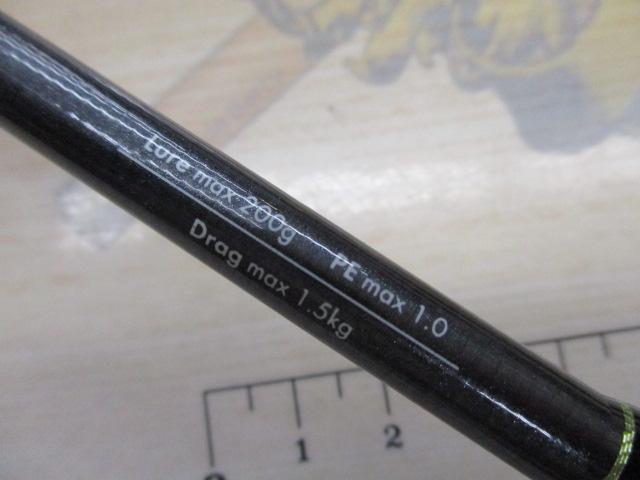 Lure max 200g PE max 1.0
Drag max 1.5kg
1 2